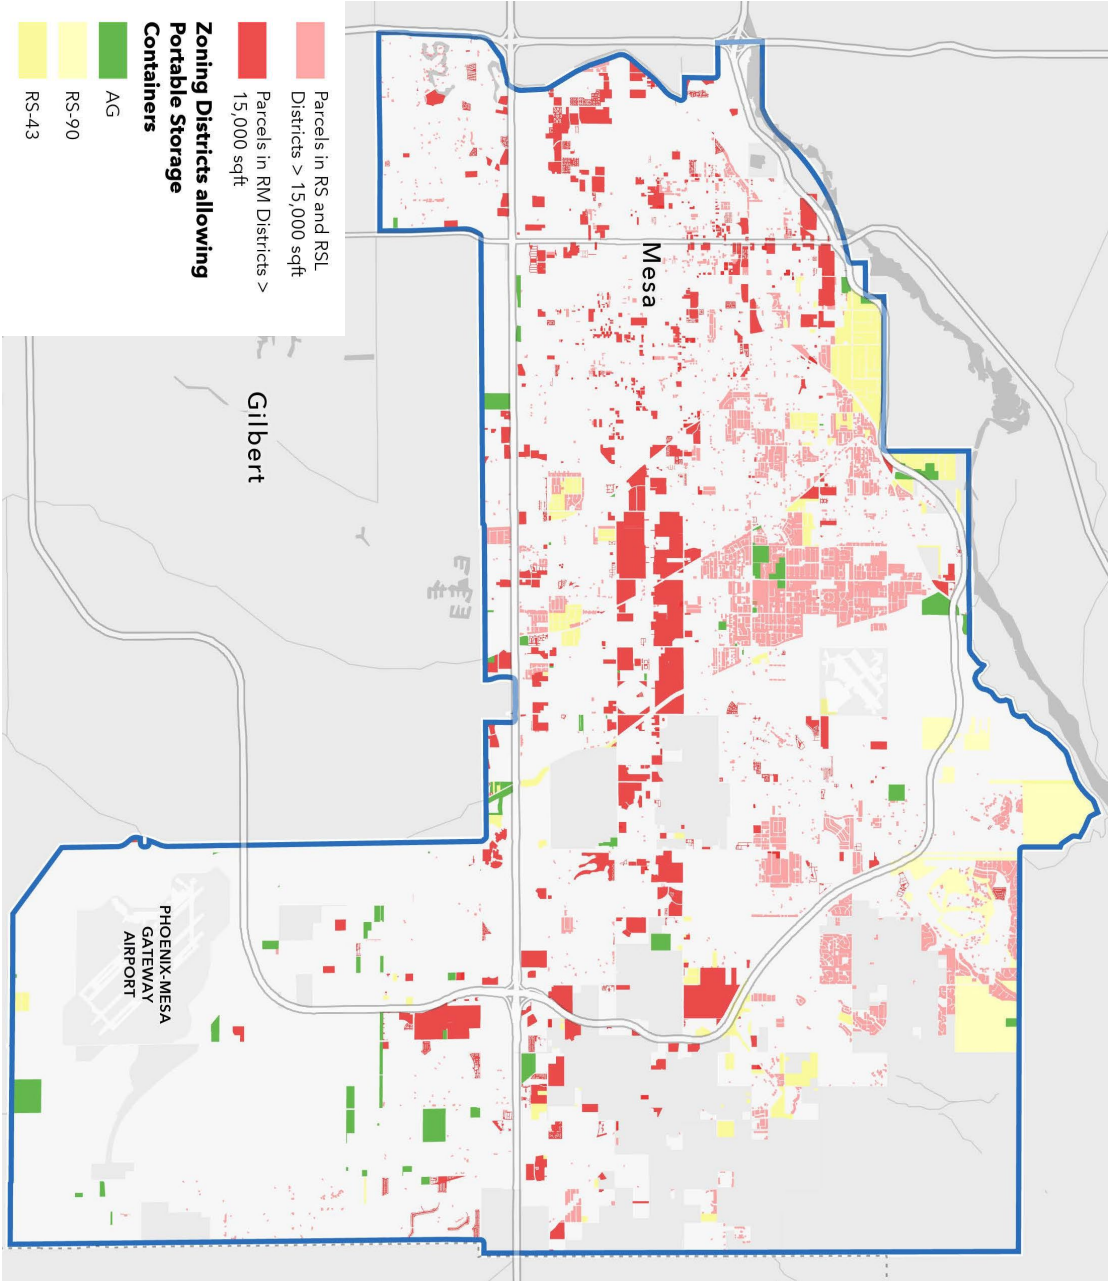 Parcels in RS and RSL
Districts > 15,000 sqft
Parcels in RM Districts >
15,000 sqft
Zoning Districts allowing
Portable Storage
Containers
AG
RS-90
RS-43
Mesa
Gilbert
PHOENIX-MESA
GATEWAY
AIRPORT